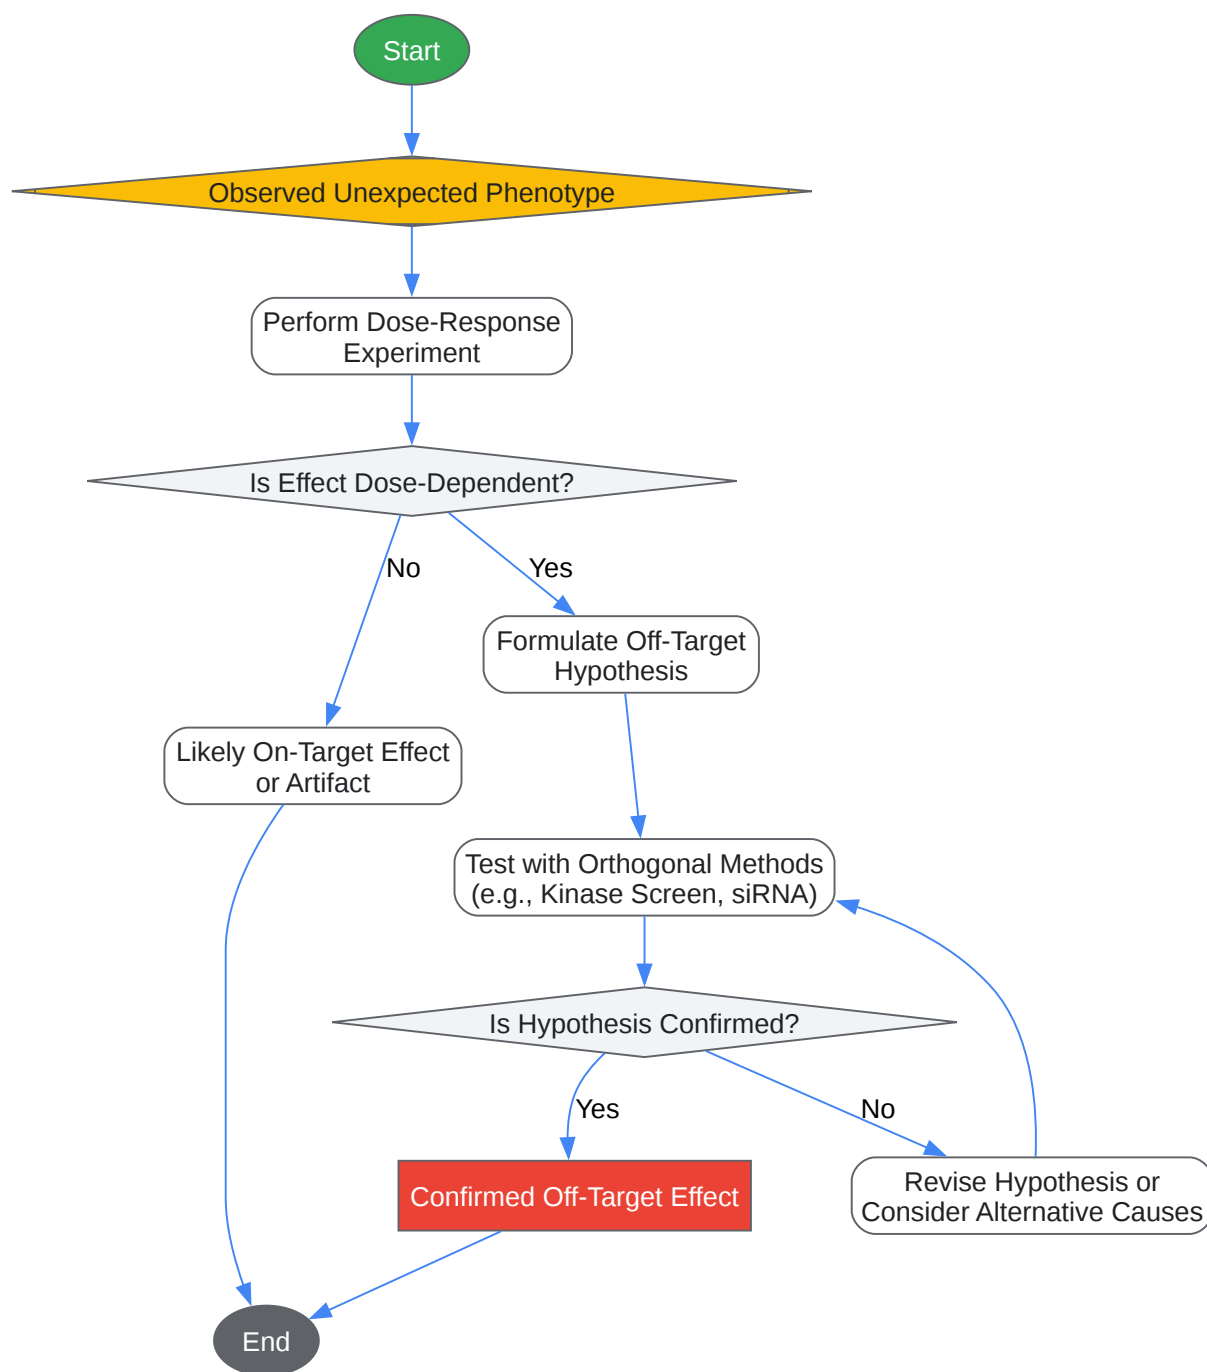 Start
Observed Unexpected Phenotype
Perform Dose-Response
Experiment
Is Effect Dose-Dependent?
No
Yes
Formulate Off-Target
Hypothesis
Likely On-Target Effect
or Artifact
Test with Orthogonal Methods
(e.g., Kinase Screen, siRNA)
Is Hypothesis Confirmed?
Yes
No
Confirmed Off-Target Effect
Revise Hypothesis or
Consider Alternative Causes
End